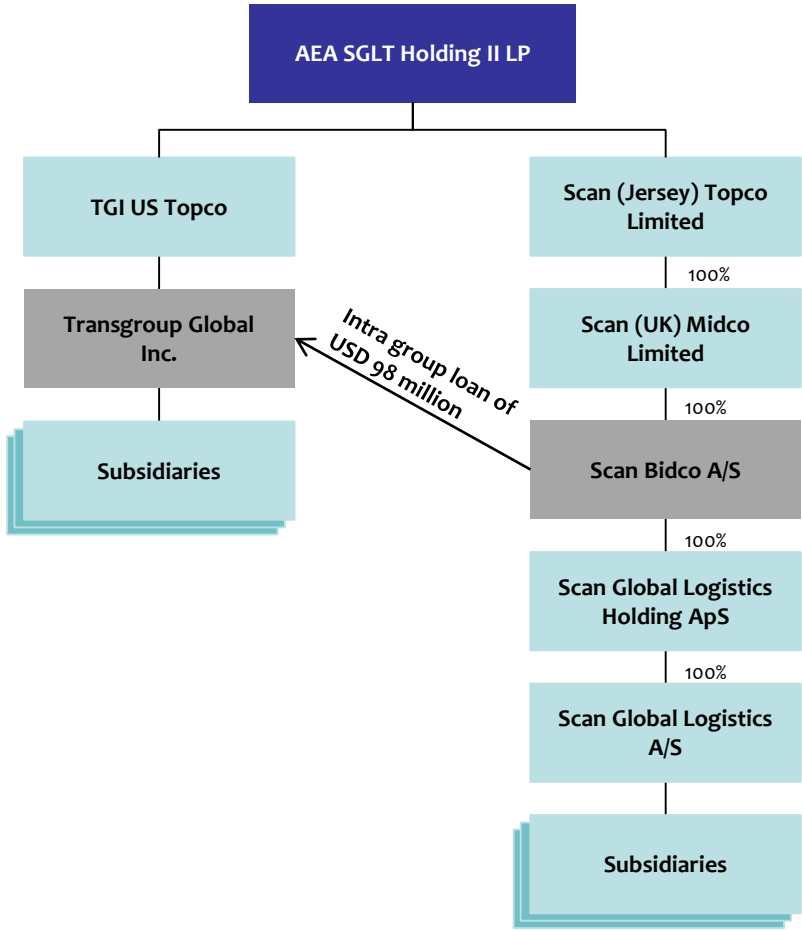 AEA SGLT Holding II LP
TGI US Topco
Scan (Jersey) Topco
Limited
100%
Transgroup Global
Inc.
Intra group loan of
USD 98 million
Scan (UK) Midco
Limited
100%
Subsidiaries
Scan Bidco A/S
100%
Scan Global Logistics
Holding ApS
100%
Scan Global Logistics
A/S
Subsidiaries